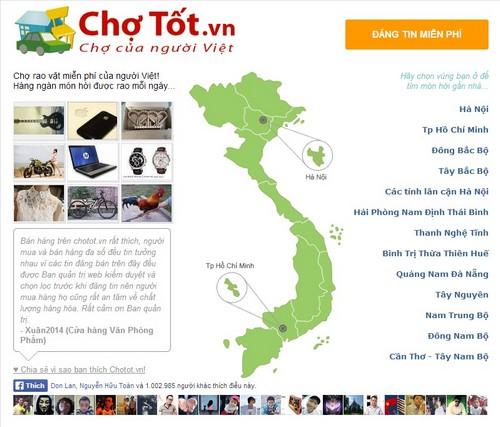 Chợ Tốt.vn
Chợ của người Việt
ĐĂNG TIN MIỄN PHÍ
Chợ rao vặt miễn phí của người Việt!
Hàng ngàn món hời được rao mỗi ngày...
Hãy chọn vùng bạn ở để
tìm món hời gần nhà...
Hà Nội
Tp Hồ Chí Minh
Đông Bắc Bộ
Tây Bắc Bộ
Các tỉnh lân cận Hà Nội
Hải Phòng Nam Định Thái Bình
Thanh Nghệ Tĩnh
Bình Trị Thừa Thiên Huế
Quảng Nam Đà Nẵng
Tây Nguyên
Nam Trung Bộ
Đông Nam Bộ
Cần Thơ - Tây Nam Bộ
Hà Nội
Tp Hồ Chí Minh
Bán hàng trên chotot.vn rất thích, người
mua và bán hàng đa số đều tin tưởng
nhau vì các tin đăng bán trên đây đều
được Ban quản trị web kiểm duyệt và
chọn lọc trước khi đăng tin nên người
mua hàng họ cũng rất an tâm về chất
lượng hàng hóa. Rất cảm ơn Ban quản
trị.
- Xuân2014 (Cửa hàng Văn Phòng
Phẩm)
♥ Chia sẻ vì sao bạn thích Chotot.vn!
Thích Don Lan, Nguyễn Hữu Toàn và 1.002.985 người khác thích điều này.